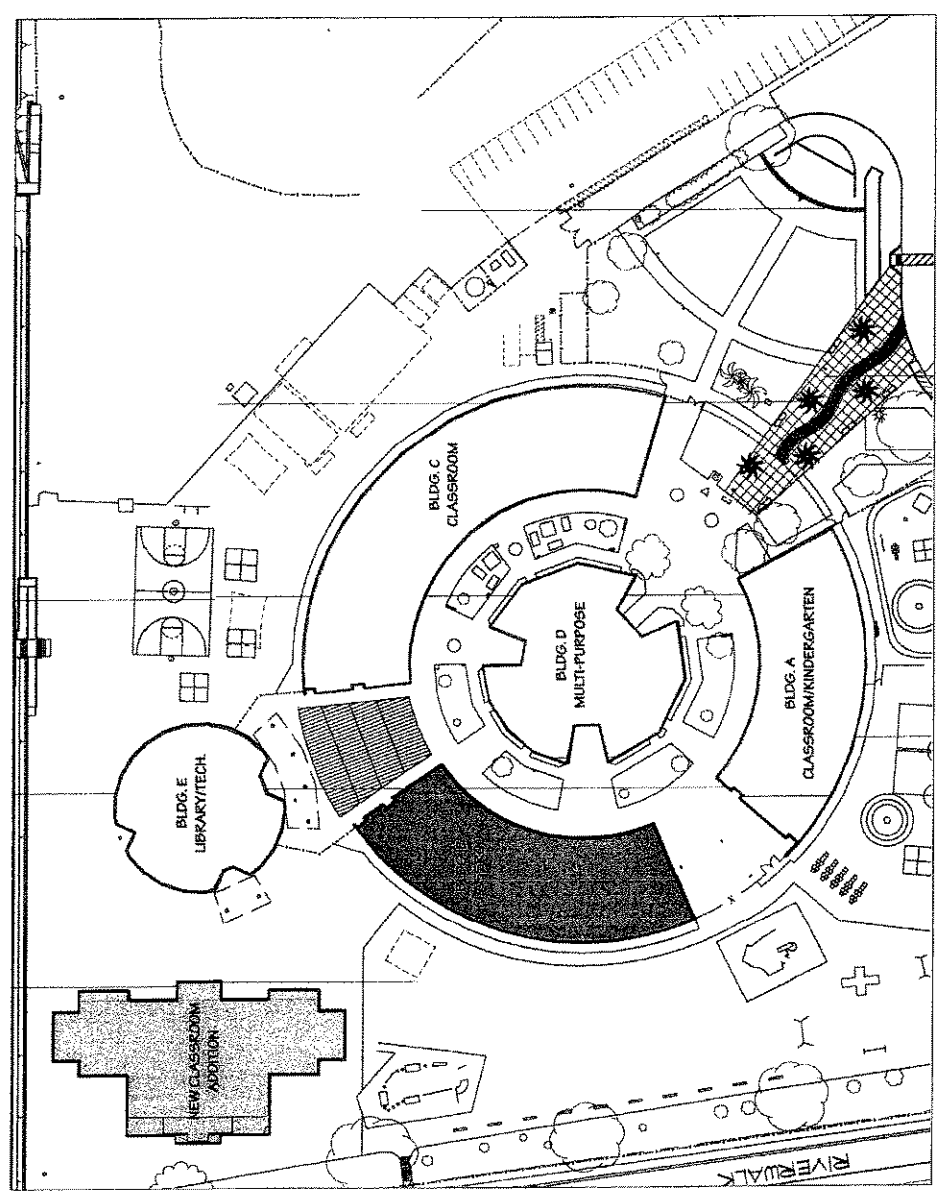 BLDG. C
CLASSROOM
BLDG. D
MULTI-PURPOSE
BLDG. A
CLASSROOM/KINDERGARTEN
BLDG. E
LIBRARY/TECH.
NEW CLASSROOM
ADDITION
RIVERWALK